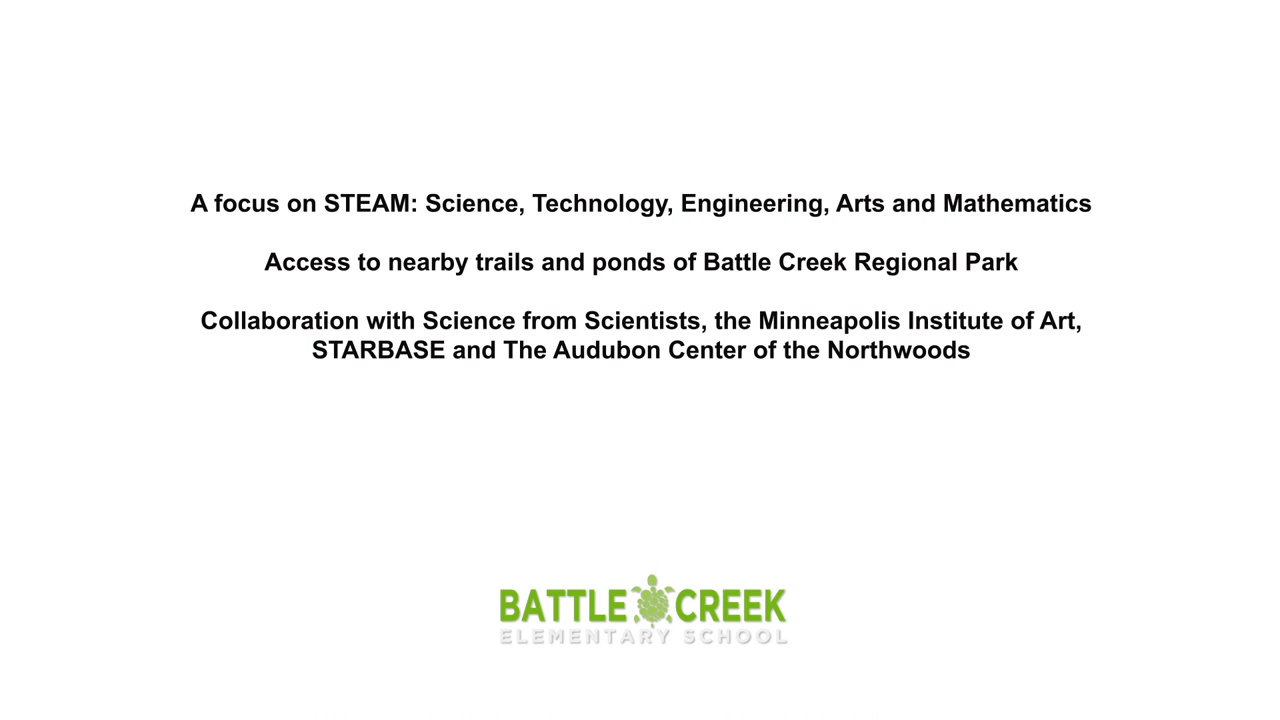 A focus on STEAM: Science, Technology, Engineering, Arts and Mathematics
Access to nearby trails and ponds of Battle Creek Regional Park
Collaboration with Science from Scientists, the Minneapolis Institute of Art,
STARBASE and The Audubon Center of the Northwoods
BATTLE CREEK
ELEMENTARY SCHOOL